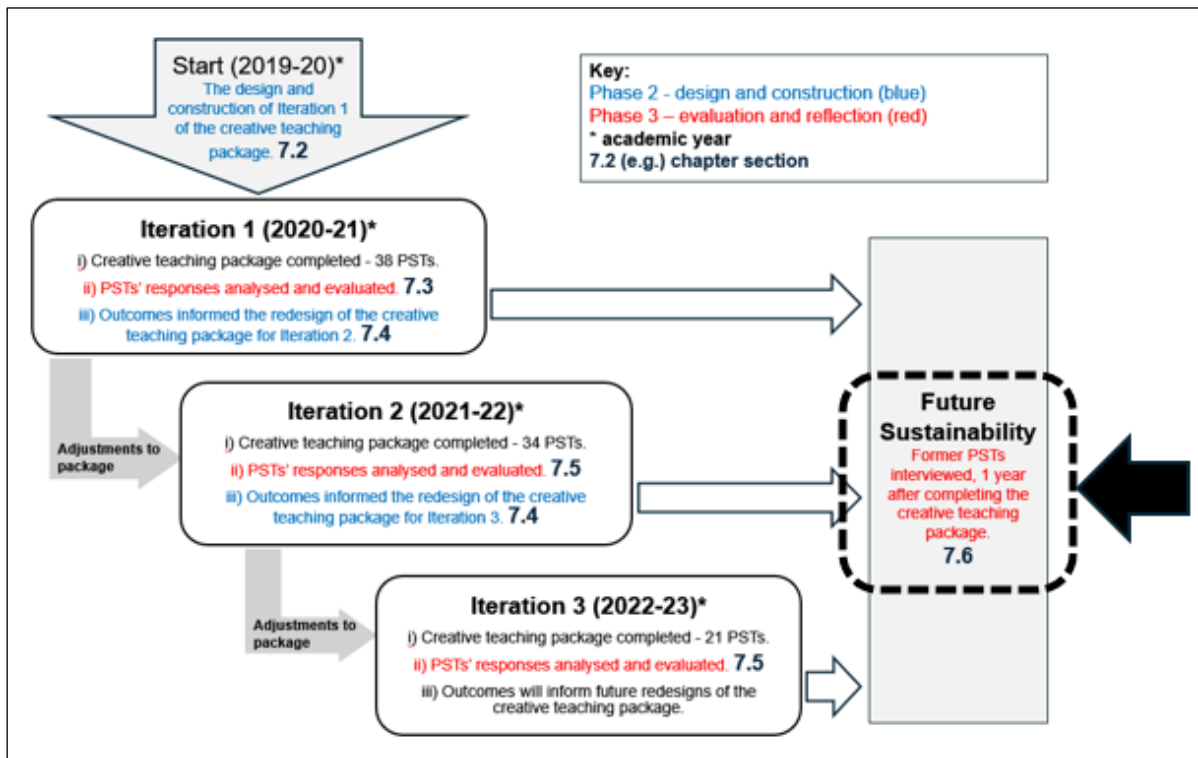 Start (2019-20)*
The design and
construction of Iteration 1
of the creative teaching
package. 7.2
Key:
Phase 2 - design and construction (blue)
Phase 3 – evaluation and reflection (red)
* academic year
7.2 (e.g.) chapter section
Iteration 1 (2020-21)*
i) Creative teaching package completed - 38 PSTs.
ii) PSTs' responses analysed and evaluated. 7.3
iii) Outcomes informed the redesign of the creative
teaching package for Iteration 2. 7.4
Adjustments to
package
Iteration 2 (2021-22)*
i) Creative teaching package completed - 34 PSTs.
ii) PSTs' responses analysed and evaluated. 7.5
iii) Outcomes informed the redesign of the creative
teaching package for Iteration 3. 7.4
Adjustments to
package
Iteration 3 (2022-23)*
i) Creative teaching package completed - 21 PSTs.
ii) PSTs' responses analysed and evaluated. 7.5
iii) Outcomes will inform future redesigns of the
creative teaching package.
Future
Sustainability
Former PSTs
interviewed, 1 year
after completing the
creative teaching
package.
7.6